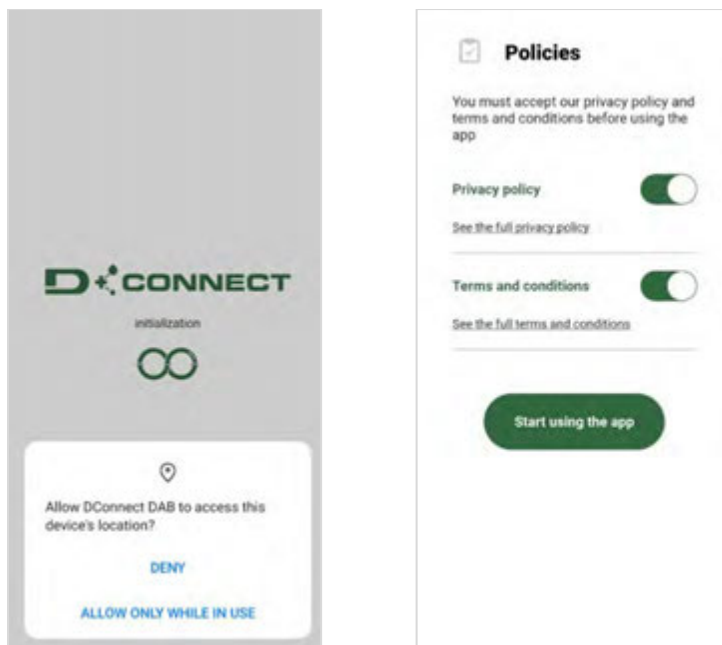 D CONNECT
initialization
Allow DConnect DAB to access this
device's location?
DENY
ALLOW ONLY WHILE IN USE
Policies
You must accept our privacy policy and
terms and conditions before using the
app
Privacy policy
See the full privacy policy
Terms and conditions
See the full terms and conditions
Start using the app